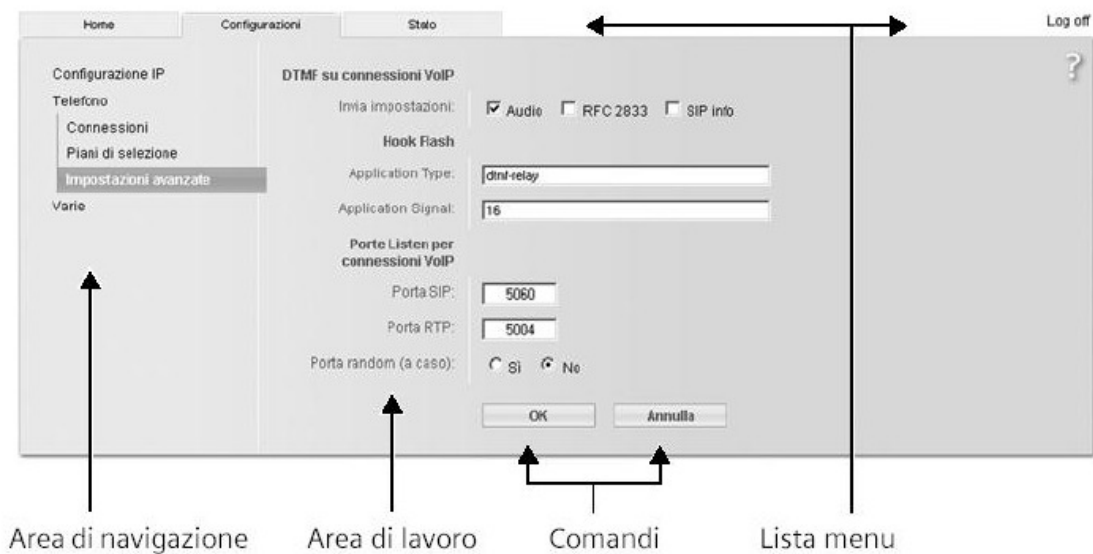 Home Configurazioni Stato Log off
?
Configurazione IP
Telefono
Connessioni
Piani di selezione
Impostazioni avanzate
Varie
DTMF su connessioni VoIP
Invia impostazioni: Audio RFC 2833 SIP info
Hook Flash
Application Type: dtmf-relay
Application Signal: 16
Porte Listen per
connessioni VoIP
Porta SIP: 5060
Porta RTP: 5004
Porta random (a caso): Sì No
OK Annulla
Area di navigazione Area di lavoro Comandi Lista menu